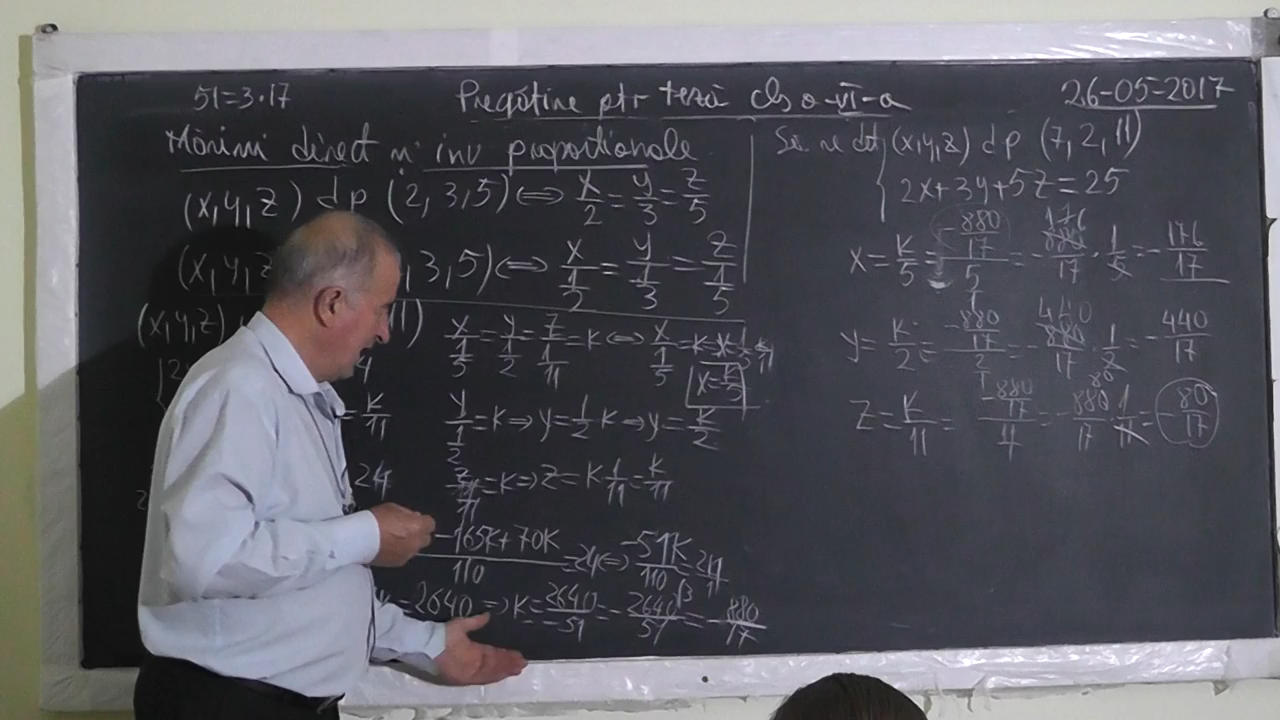 51=3·17
Pregătire ptr teză cls a-VI-a
26-05-2017
Mărimi direct și inv proporționale
(x,y,z) d p (2,3,5) ⇔ x/2 = y/3 = z/5
(x,y,z ,3,5) ⇔ x/(1/2) = y/(1/3) = z/(1/5)
(x,y,z) 11)
x/(1/5) = y/(1/2) = z/(1/11) = k ⇔ x/(1/5) = k
x=k/5
= k/11
y/(1/2) = k ⇒ y = 1/2 k ⇒ y = k/2
24
z/(1/11) = k ⇒ z = k 1/11 = k/11
-165k+70k/110 = 24 ⇔ -51k/110 = 24
k = 2640 ⇒ k = 2640/-51 = -2640/51 = -880/17
Să se det (x,y,z) d p (7,2,11)
2x+3y+5z=25
x = k/5 = (-880/17)/5 = -880/17 · 1/5 = -176/17
y = k/2 = (-880/17)/2 = -880/17 · 1/2 = -440/17
z = k/11 = (-880/17)/11 = -880/17 · 1/11 = -80/17